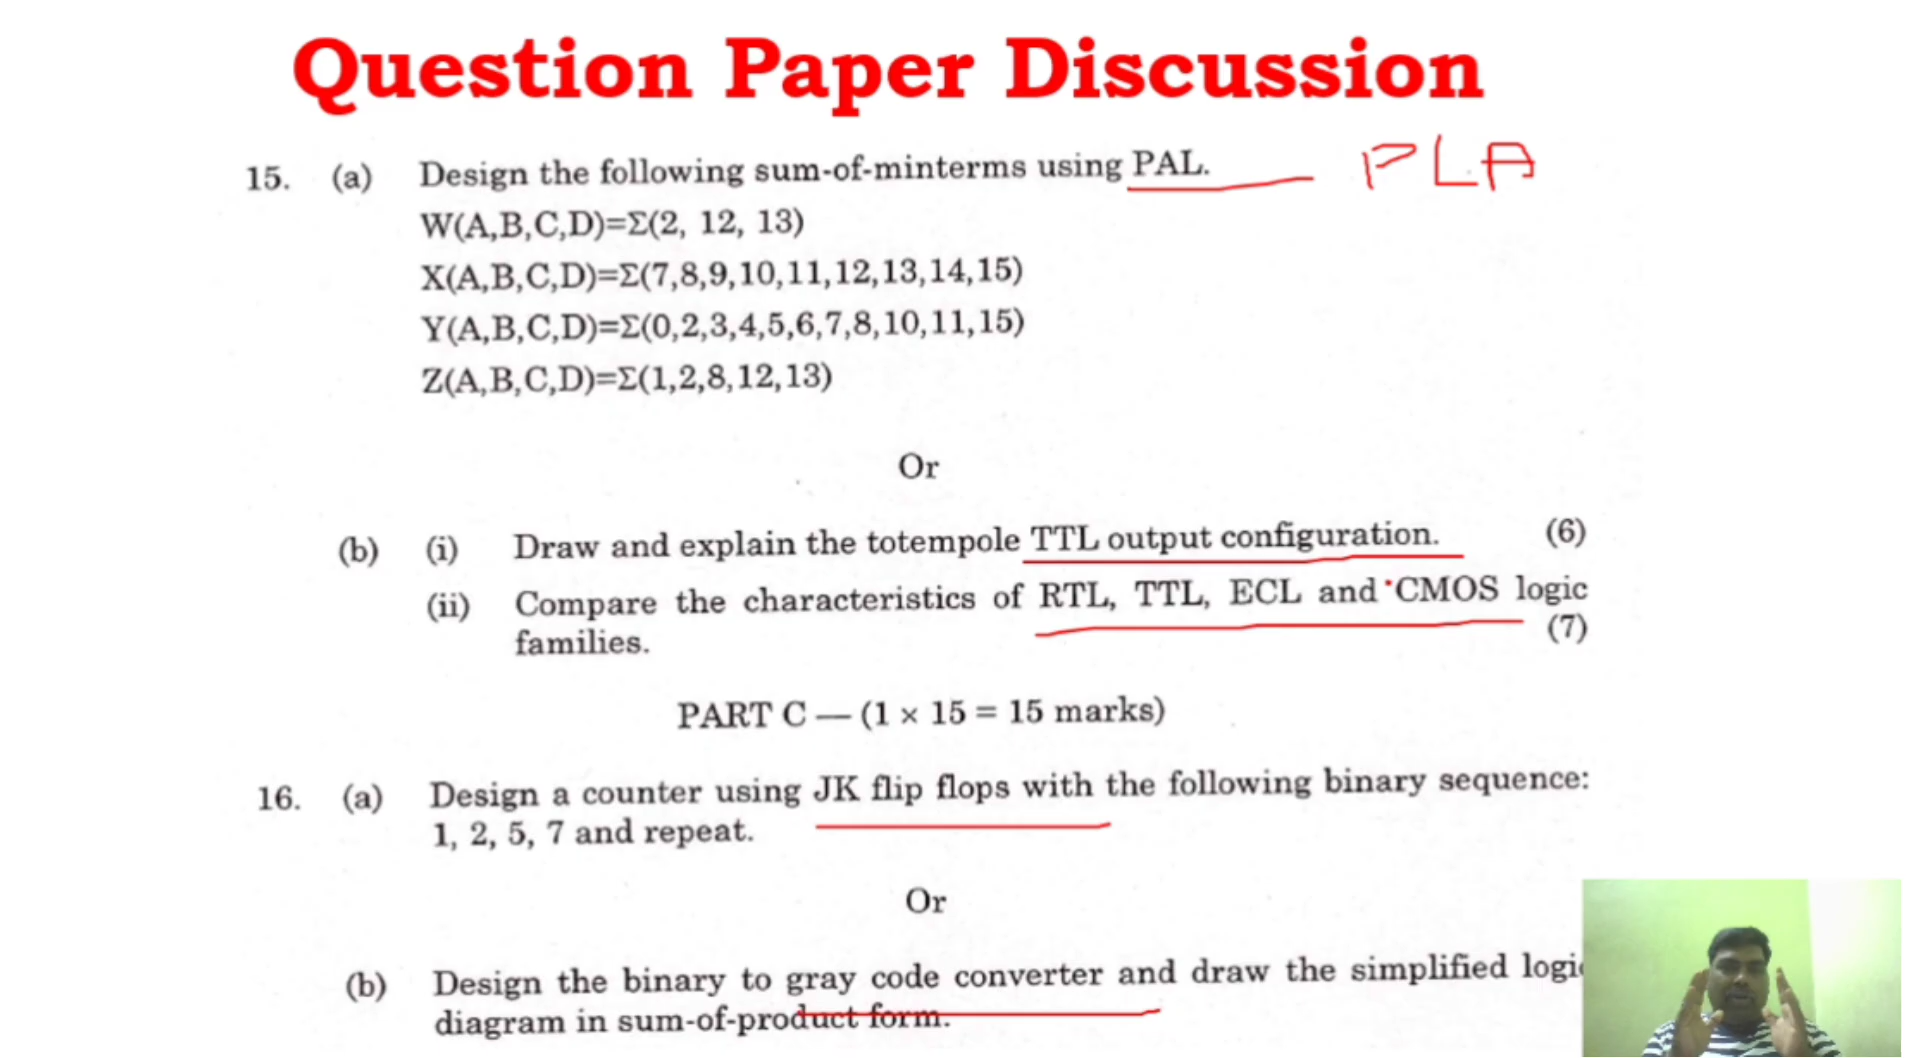 Question Paper Discussion
15. (a) Design the following sum-of-minterms using PAL. PLA
W(A,B,C,D)=Σ(2, 12, 13)
X(A,B,C,D)=Σ(7,8,9,10,11,12,13,14,15)
Y(A,B,C,D)=Σ(0,2,3,4,5,6,7,8,10,11,15)
Z(A,B,C,D)=Σ(1,2,8,12,13)
Or
(b) (i) Draw and explain the totempole TTL output configuration. (6)
(ii) Compare the characteristics of RTL, TTL, ECL and CMOS logic
families. (7)
PART C — (1 × 15 = 15 marks)
16. (a) Design a counter using JK flip flops with the following binary sequence:
1, 2, 5, 7 and repeat.
Or
(b) Design the binary to gray code converter and draw the simplified logi
diagram in sum-of-product form.